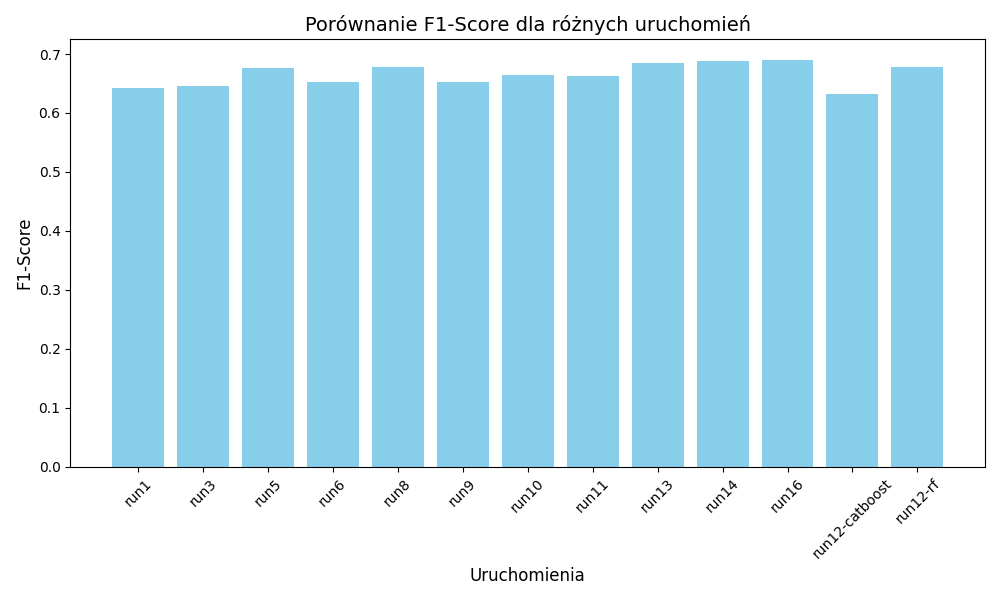 Porównanie F1-Score dla różnych uruchomień
F1-Score
0.7
0.6
0.5
0.4
0.3
0.2
0.1
0.0
run1
run3
run5
run6
run8
run9
run10
run11
run13
run14
run16
run12-catboost
run12-rf
Uruchomienia